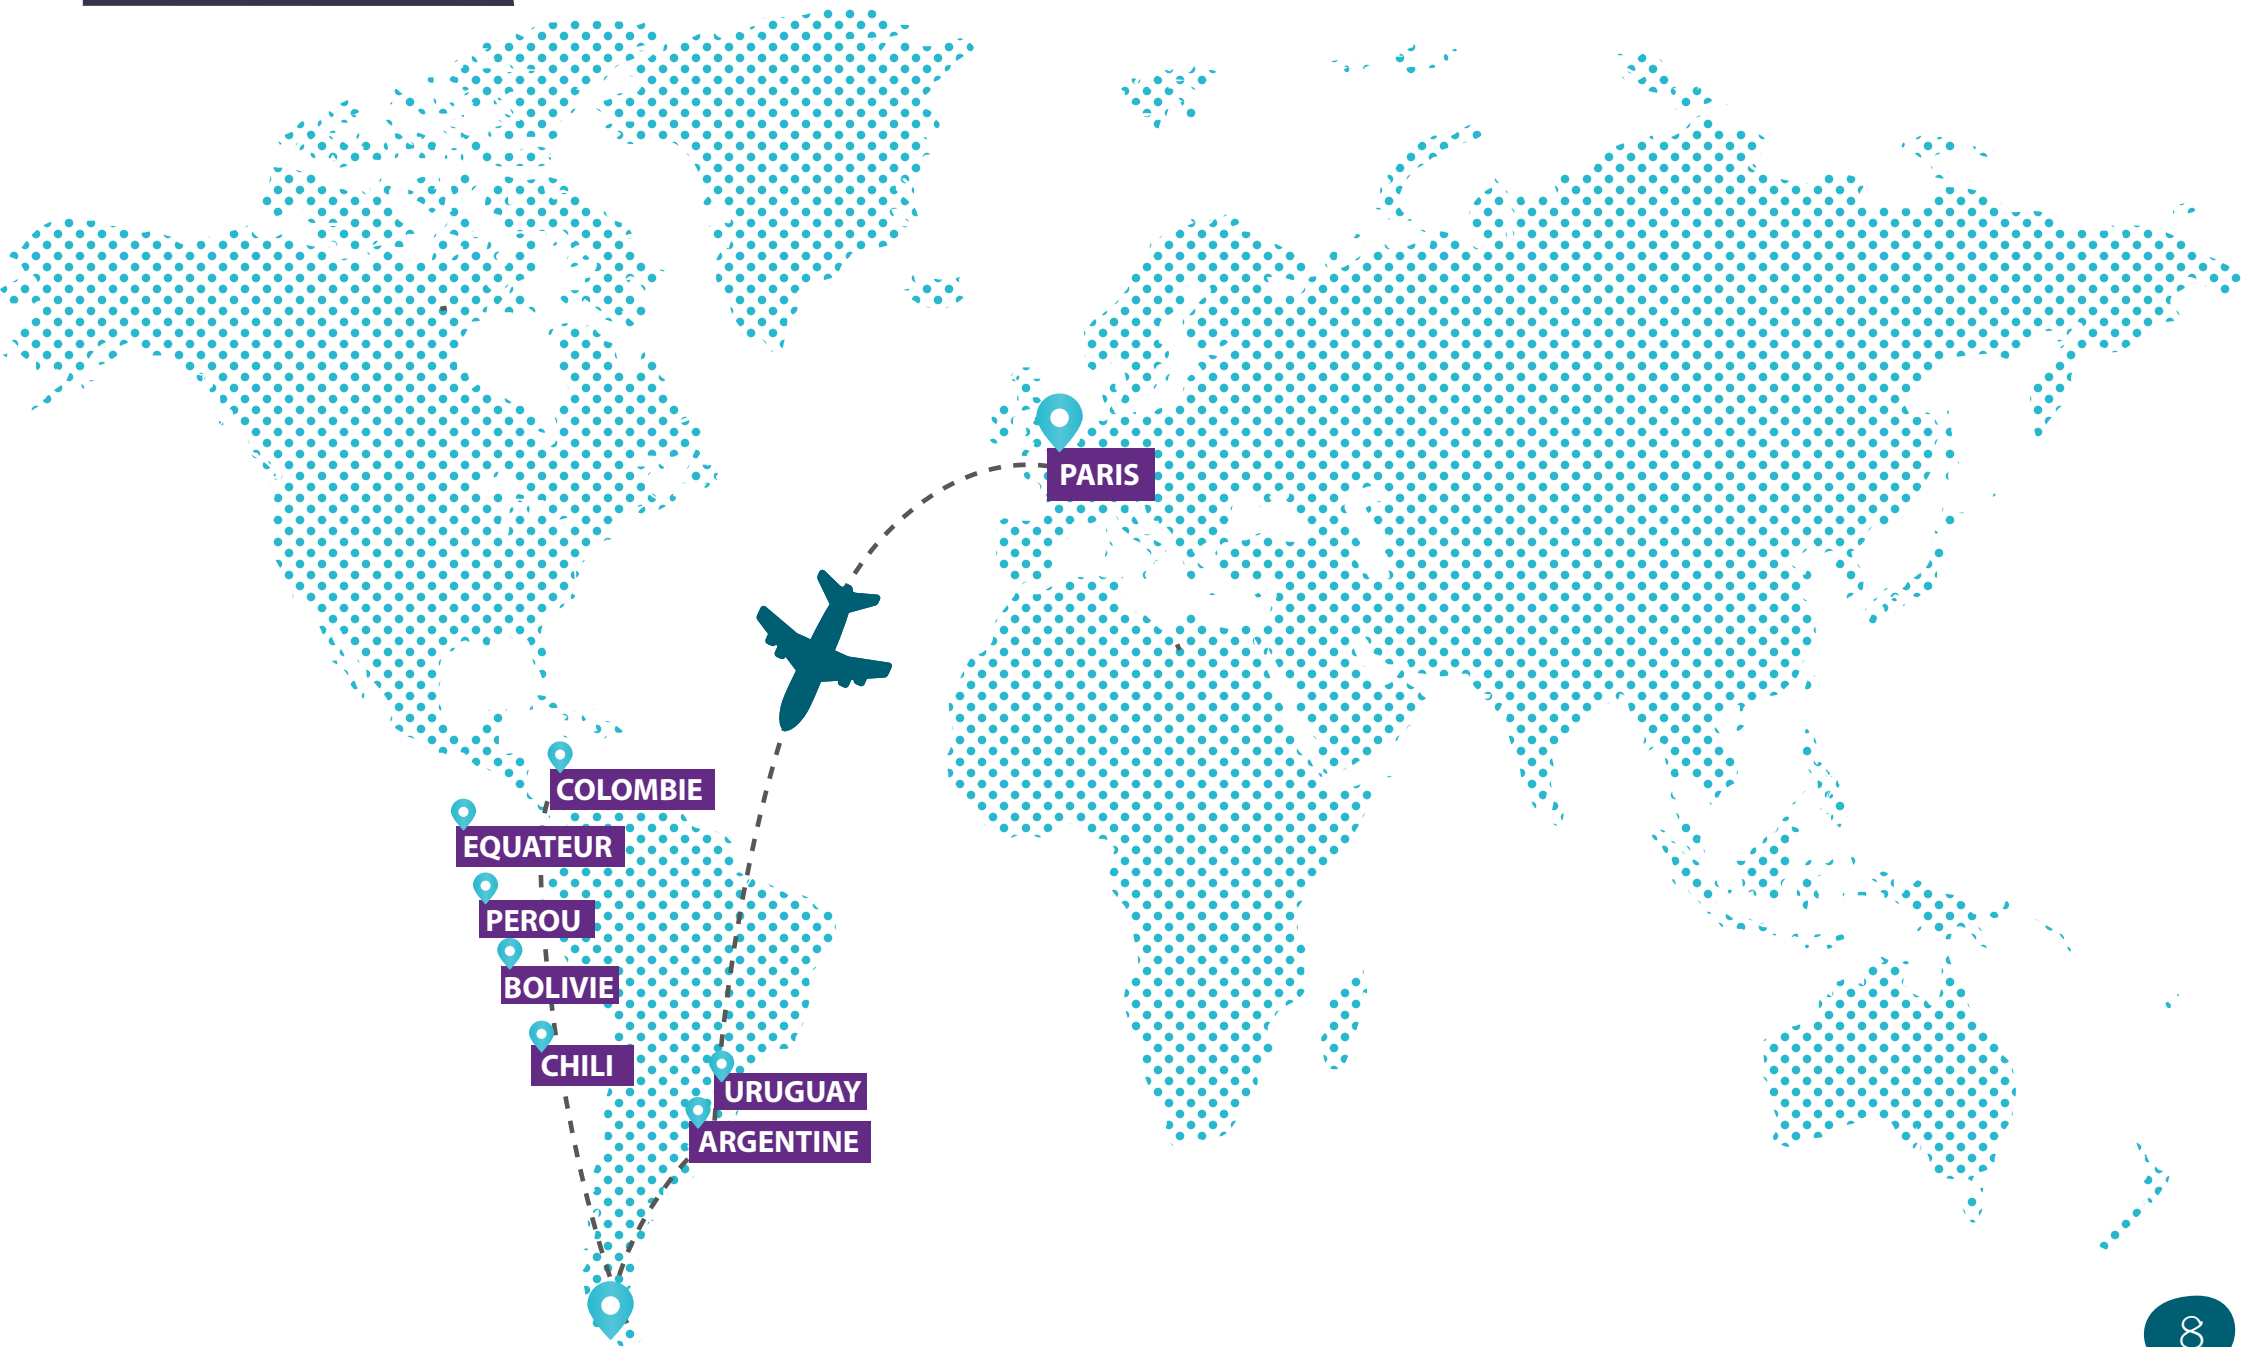 PARIS
COLOMBIE
EQUATEUR
PEROU
BOLIVIE
CHILI
URUGUAY
ARGENTINE
8